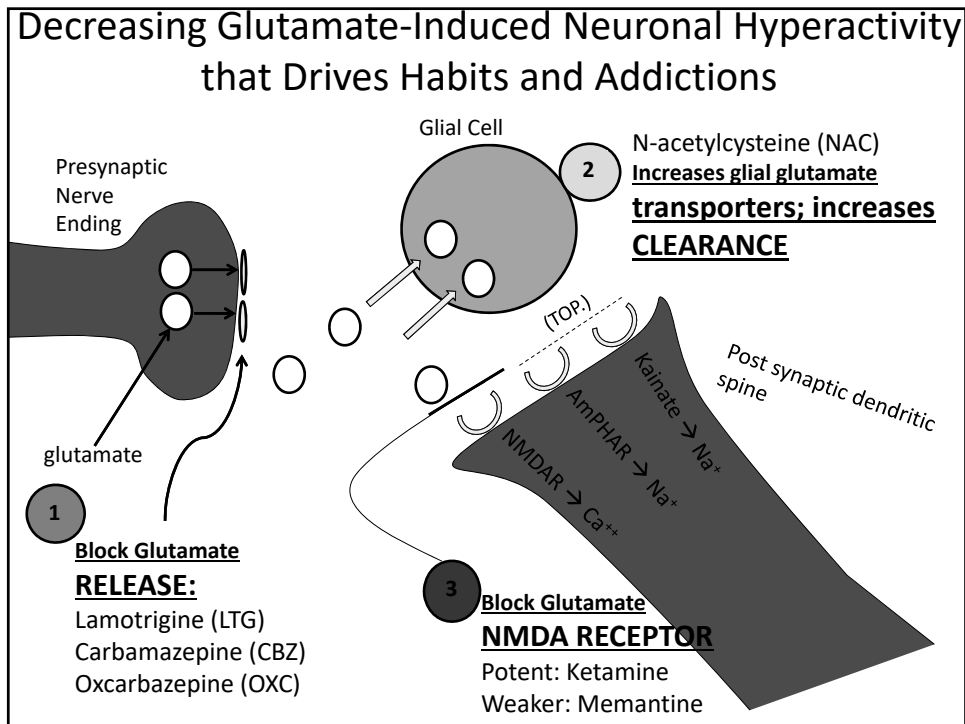 Decreasing Glutamate-Induced Neuronal Hyperactivity
that Drives Habits and Addictions
Glial Cell
Presynaptic
Nerve
Ending
2
N-acetylcysteine (NAC)
Increases glial glutamate
transporters; increases
CLEARANCE
(TOP.)
Post synaptic dendritic
spine
Kainate → Na⁺
AmPHAR → Na⁺
NMDAR → Ca⁺⁺
glutamate
1
Block Glutamate
RELEASE:
Lamotrigine (LTG)
Carbamazepine (CBZ)
Oxcarbazepine (OXC)
3
Block Glutamate
NMDA RECEPTOR
Potent: Ketamine
Weaker: Memantine